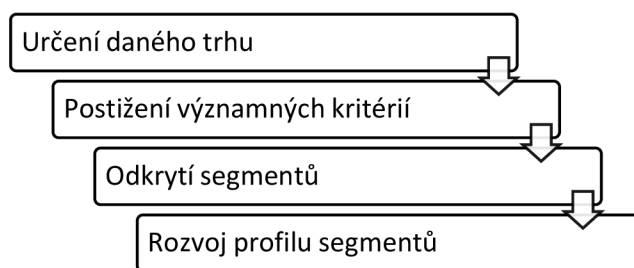 Určení daného trhu
Postižení významných kritérií
Odkrytí segmentů
Rozvoj profilu segmentů